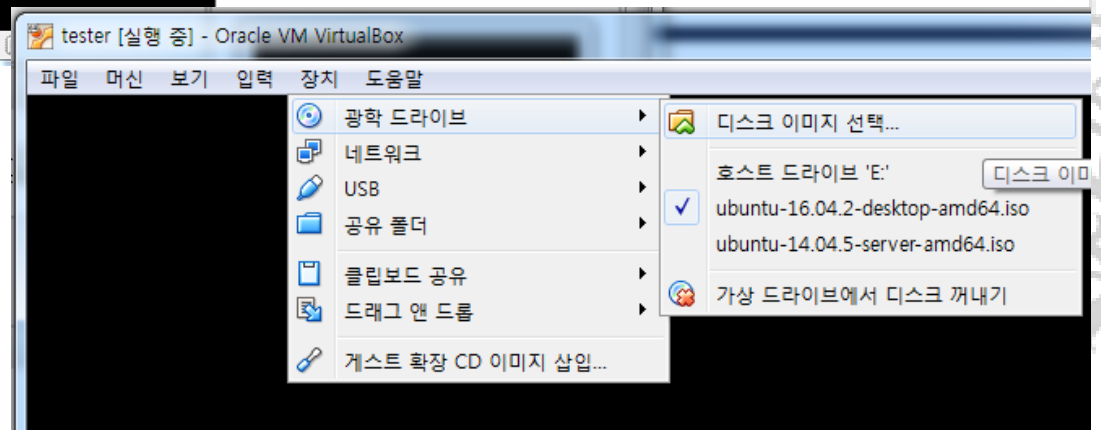 tester [실행 중] - Oracle VM VirtualBox
파일 머신 보기 입력 장치 도움말
광학 드라이브
네트워크
USB
공유 폴더
클립보드 공유
드래그 앤 드롭
게스트 확장 CD 이미지 삽입...
디스크 이미지 선택...
호스트 드라이브 'E:'
디스크 이미
ubuntu-16.04.2-desktop-amd64.iso
ubuntu-14.04.5-server-amd64.iso
가상 드라이브에서 디스크 꺼내기